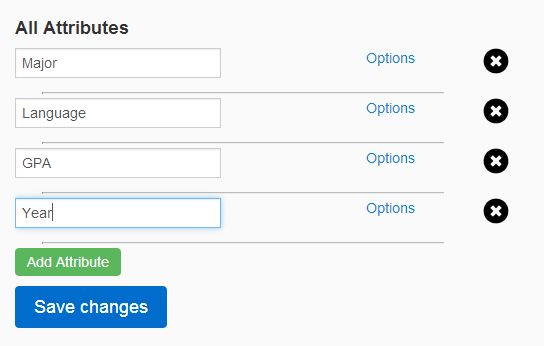 All Attributes
Major Options
Language Options
GPA Options
Year Options
Add Attribute
Save changes